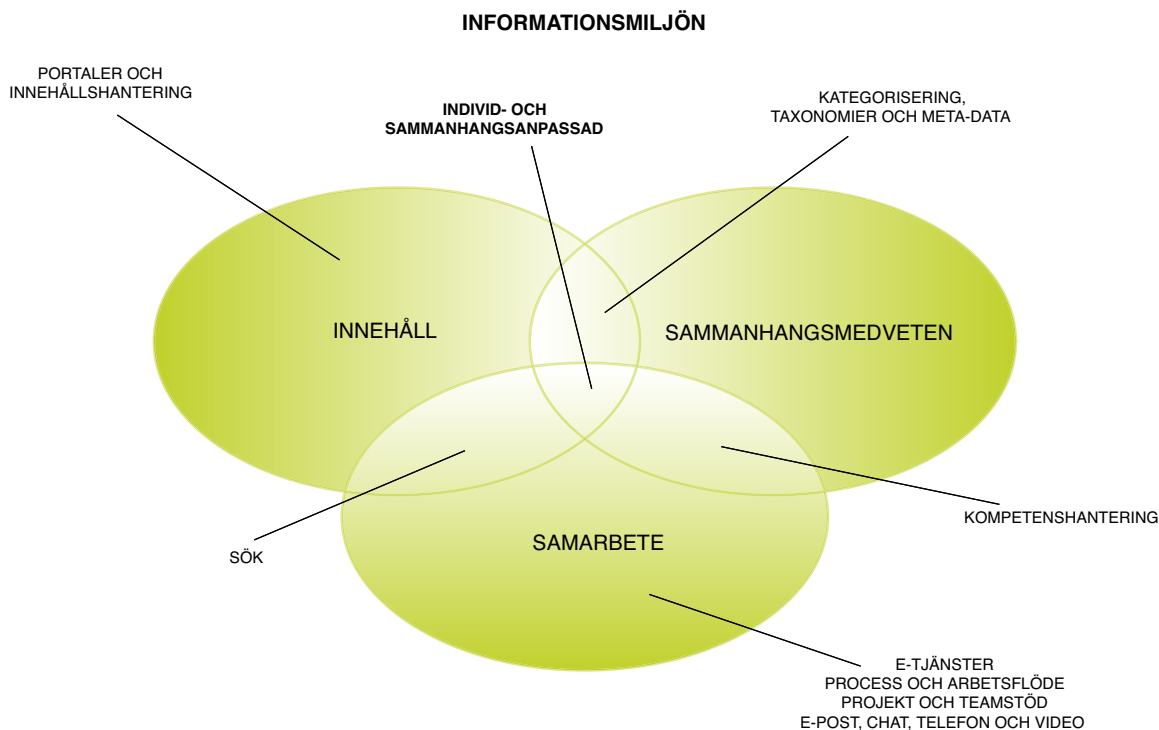 INFORMATIONSMILJÖN
PORTALER OCH
INNEHÅLLSHANTERING
INDIVID- OCH
SAMMANHANGSANPASSAD
KATEGORISERING,
TAXONOMIER OCH META-DATA
INNEHÅLL
SAMMANHANGSMEDVETEN
KOMPETENSHANTERING
SAMARBETE
SÖK
E-TJÄNSTER
PROCESS OCH ARBETSFLÖDE
PROJEKT OCH TEAMSTÖD
E-POST, CHAT, TELEFON OCH VIDEO